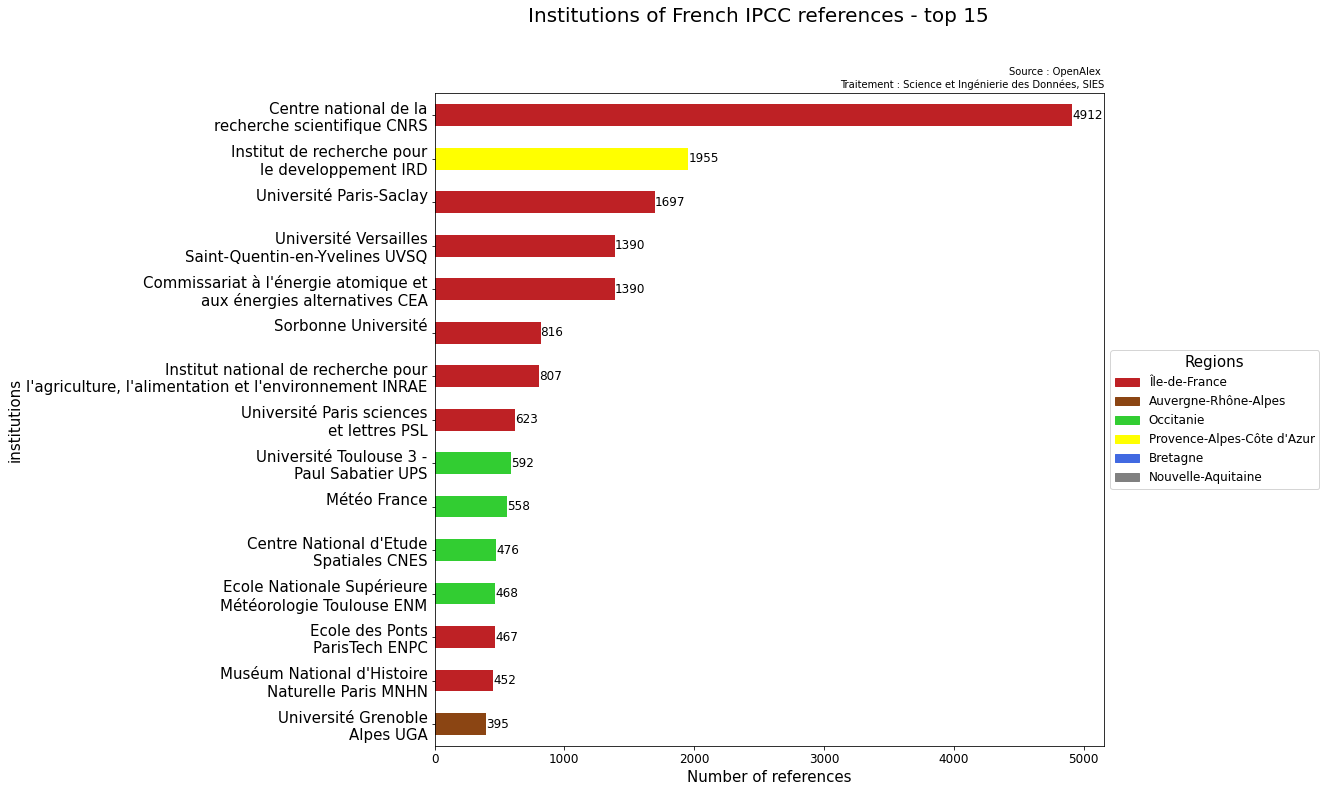 Institutions of French IPCC references - top 15
Source : OpenAlex
Traitement : Science et Ingénierie des Données, SIES
Centre national de la
recherche scientifique CNRS
4912
Institut de recherche pour
le developpement IRD
1955
Université Paris-Saclay
1697
Université Versailles
Saint-Quentin-en-Yvelines UVSQ
1390
Commissariat à l'énergie atomique et
aux énergies alternatives CEA
1390
Sorbonne Université
816
Institut national de recherche pour
l'agriculture, l'alimentation et l'environnement INRAE
807
Université Paris sciences
et lettres PSL
623
Université Toulouse 3 -
Paul Sabatier UPS
592
Météo France
558
Centre National d'Etude
Spatiales CNES
476
Ecole Nationale Supérieure
Météorologie Toulouse ENM
468
Ecole des Ponts
ParisTech ENPC
467
Muséum National d'Histoire
Naturelle Paris MNHN
452
Université Grenoble
Alpes UGA
395
institutions
0 1000 2000 3000 4000 5000
Number of references
Regions
Île-de-France
Auvergne-Rhône-Alpes
Occitanie
Provence-Alpes-Côte d'Azur
Bretagne
Nouvelle-Aquitaine